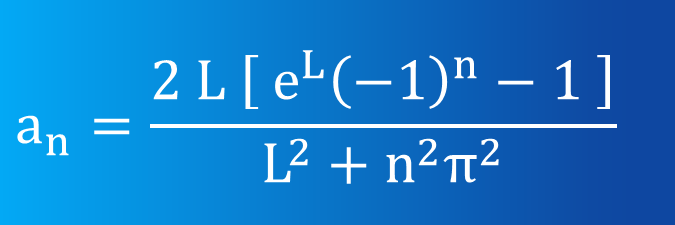 aₙ = 2 L [ eᴸ(−1)ⁿ − 1 ] / L² + n²π²